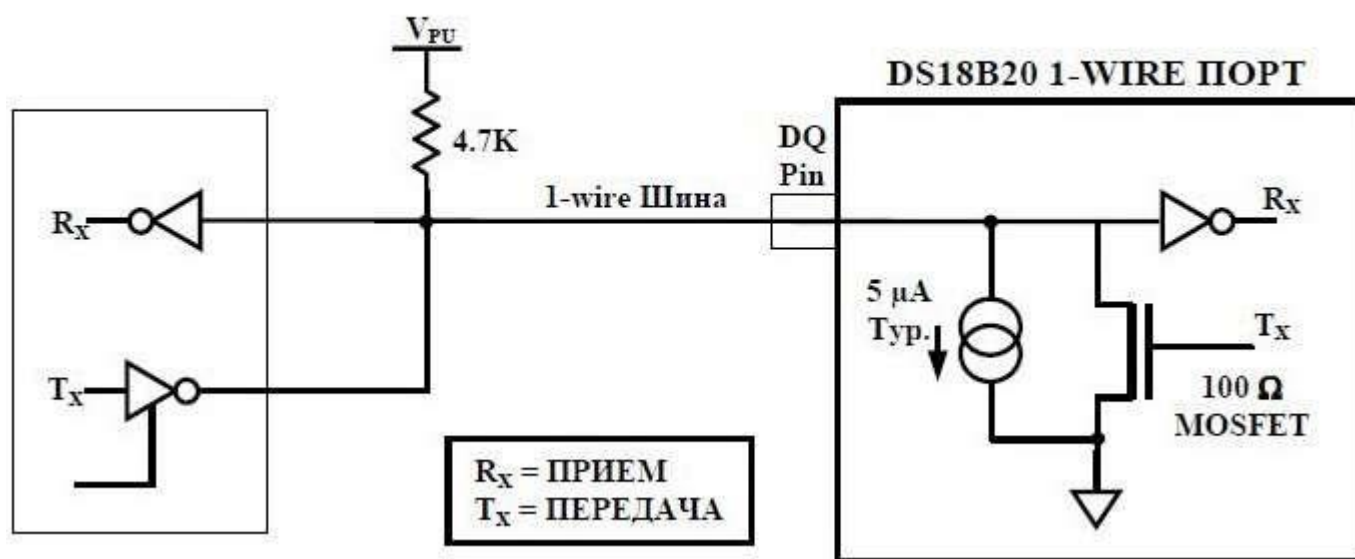 V_PU
4.7K
DS18B20 1-WIRE ПОРТ
DQ
Pin
1-wire Шина
R_X
T_X
5 µA
Typ.
R_X
T_X
100 Ω
MOSFET
R_X = ПРИЕМ
T_X = ПЕРЕДАЧА